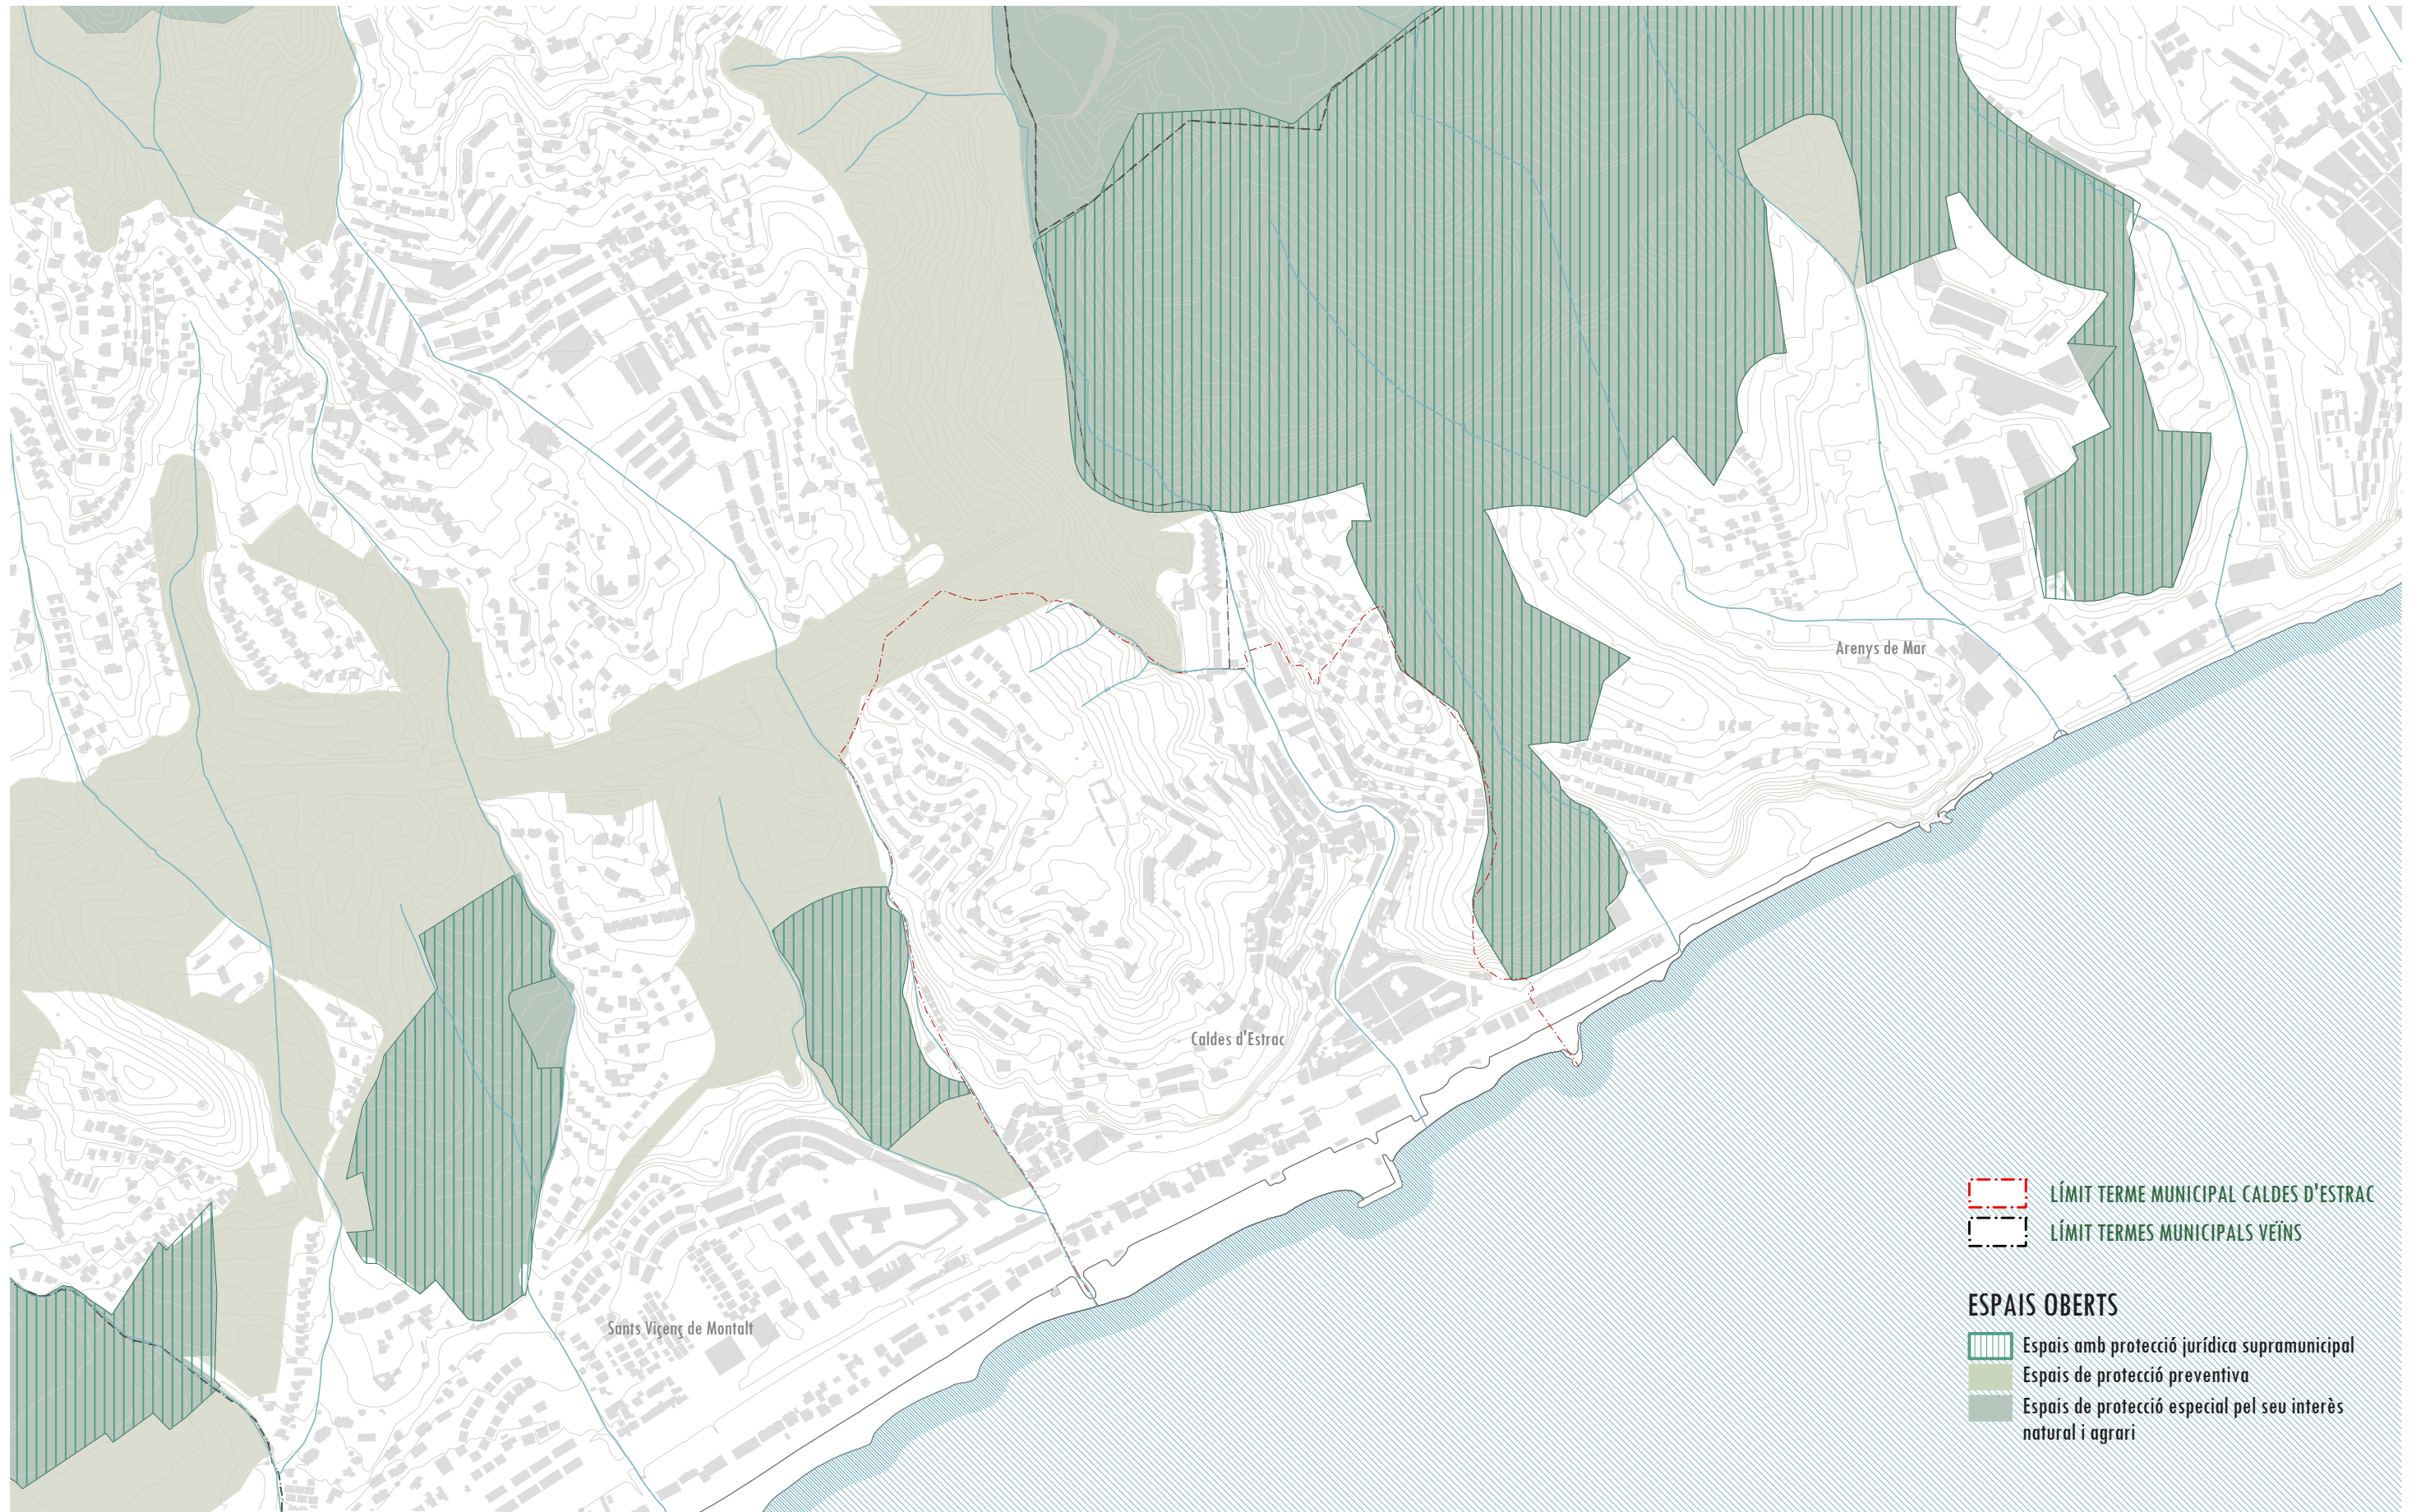 Arenys de Mar
Caldes d'Estrac
Sants Viçenç de Montalt
LÍMIT TERME MUNICIPAL CALDES D'ESTRAC
LÍMIT TERMES MUNICIPALS VEÏNS
ESPAIS OBERTS
Espais amb protecció jurídica supramunicipal
Espais de protecció preventiva
Espais de protecció especial pel seu interès
natural i agrari